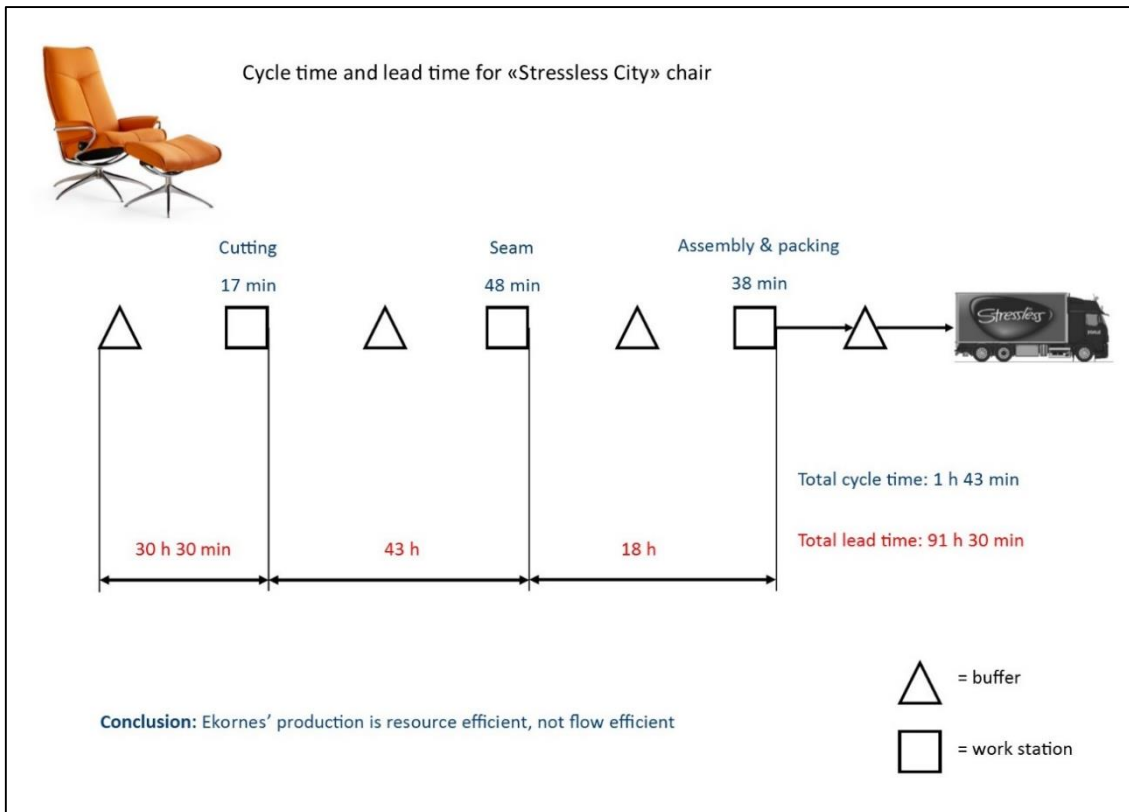 Cycle time and lead time for «Stressless City» chair
Cutting
17 min
Seam
48 min
Assembly & packing
38 min
Stressless
Total cycle time: 1 h 43 min
30 h 30 min
43 h
18 h
Total lead time: 91 h 30 min
= buffer
Conclusion: Ekornes’ production is resource efficient, not flow efficient
= work station